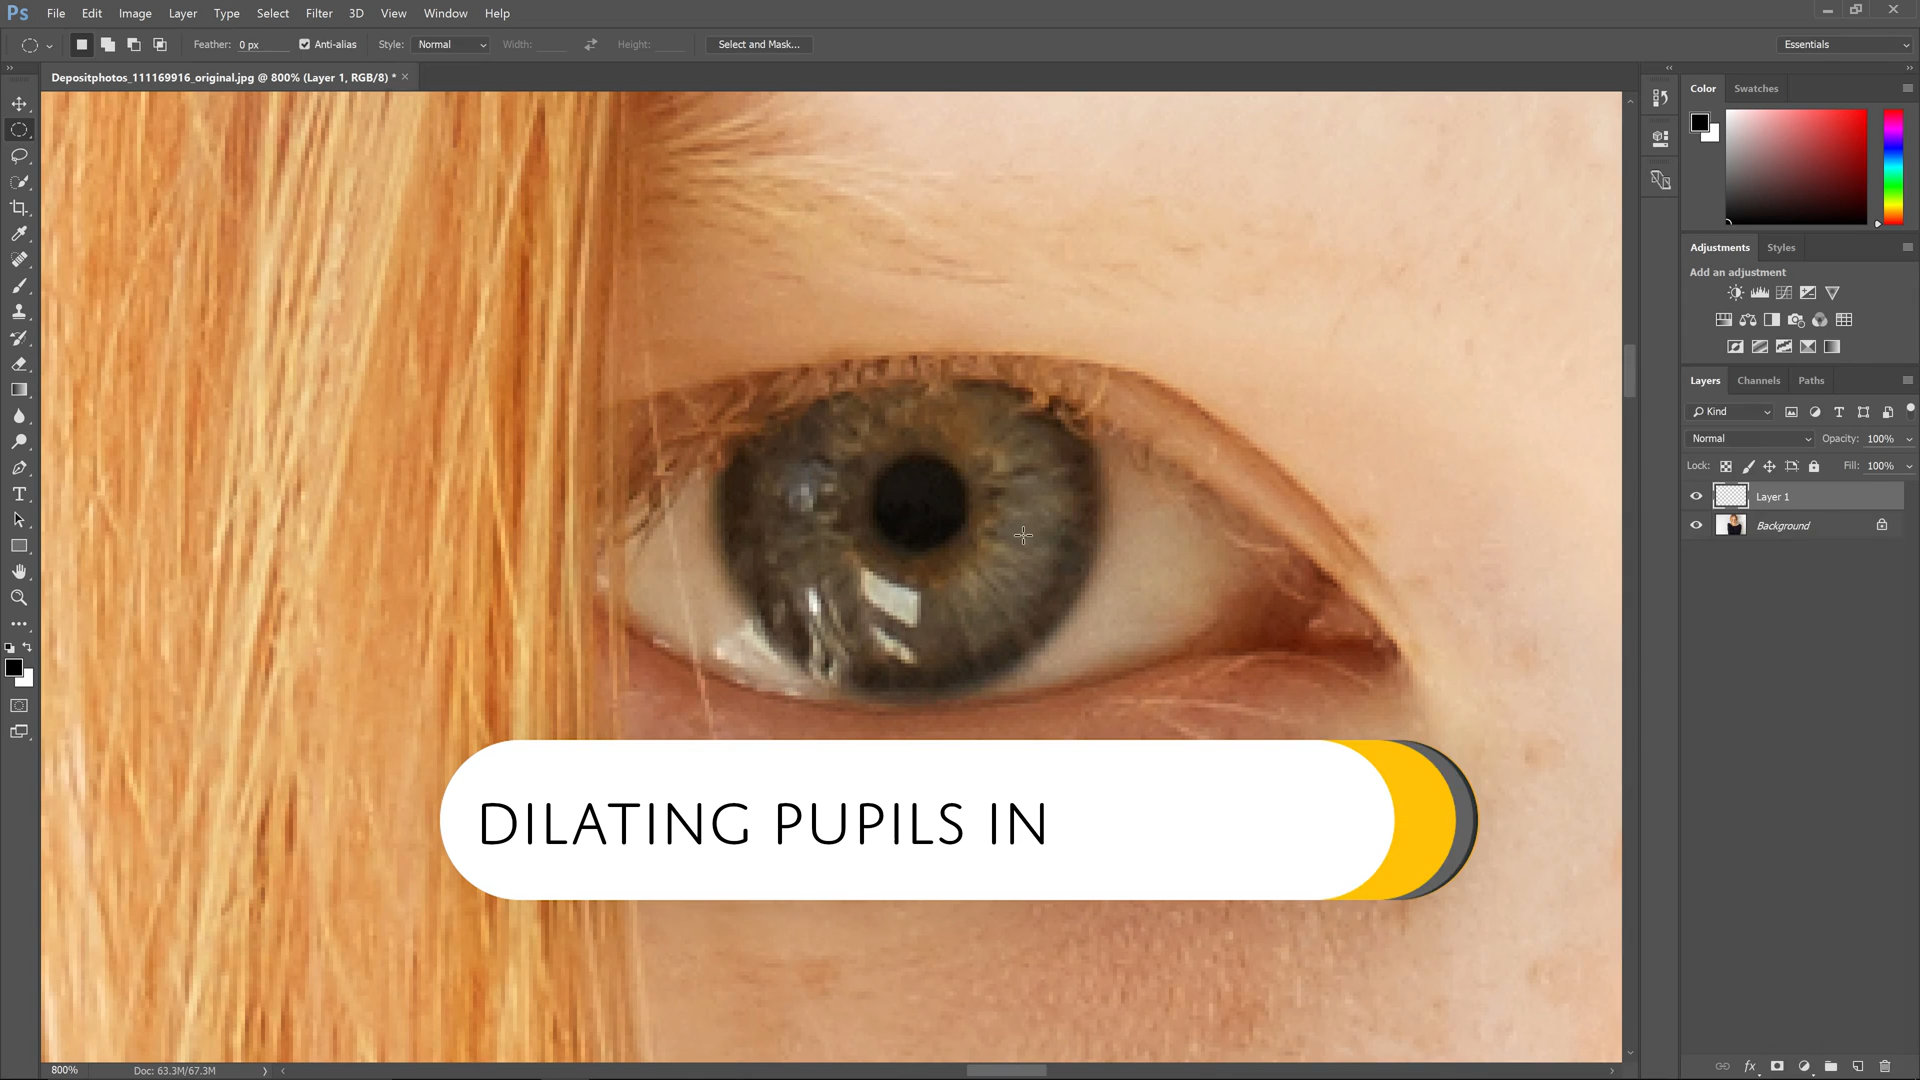 Ps File Edit Image Layer Type Select Filter 3D View Window Help
Feather: 0 px Anti-alias Style: Normal Width: Height: Select and Mask... Essentials
Depositphotos_111169916_original.jpg @ 800% (Layer 1, RGB/8) * ×
Color Swatches
Adjustments Styles
Add an adjustment
Layers Channels Paths
Kind
Normal Opacity: 100%
Lock: Fill: 100%
Layer 1
Background
DILATING PUPILS IN
800% Doc: 63.3M/67.3M